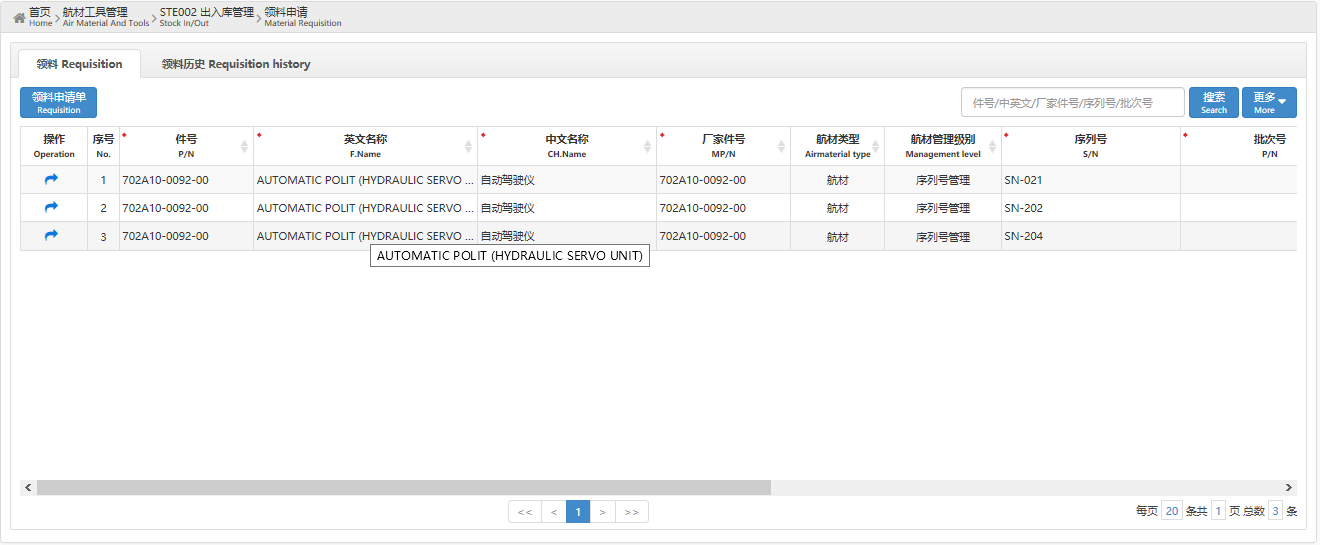 首页 航材工具管理 STE002 出入库管理 领料申请
Home Air Material And Tools Stock In/Out Material Requisition
领料 Requisition 领料历史 Requisition history
领料申请单
Requisition
件号/中英文/厂家件号/序列号/批次号
搜索
Search
更多
More
操作 序号 * 件号 * 英文名称 * 中文名称 * 厂家件号 航材类型 航材管理级别 * 序列号 * 批次号
Operation No. P/N F.Name CH.Name MP/N Airmaterial type Management level S/N P/N
1 702A10-0092-00 AUTOMATIC POLIT (HYDRAULIC SERVO ... 自动驾驶仪 702A10-0092-00 航材 序列号管理 SN-021
2 702A10-0092-00 AUTOMATIC POLIT (HYDRAULIC SERVO ... 自动驾驶仪 702A10-0092-00 航材 序列号管理 SN-202
3 702A10-0092-00 AUTOMATIC POLIT (HYDRAULIC SERVO ... 自动驾驶仪 702A10-0092-00 航材 序列号管理 SN-204
AUTOMATIC POLIT (HYDRAULIC SERVO UNIT)
<< < 1 > >> 每页 20 条共 1 页 总数 3 条